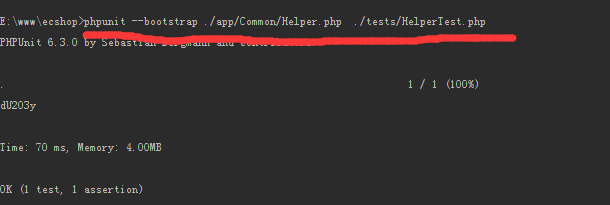 E:\www\ecshop>phpunit --bootstrap ./app/Common/Helper.php ./tests/HelperTest.php
PHPUnit 6.3.0 by Sebastian Bergmann and
. 1 / 1 (100%)
dU203y
Time: 70 ms, Memory: 4.00MB
OK (1 test, 1 assertion)